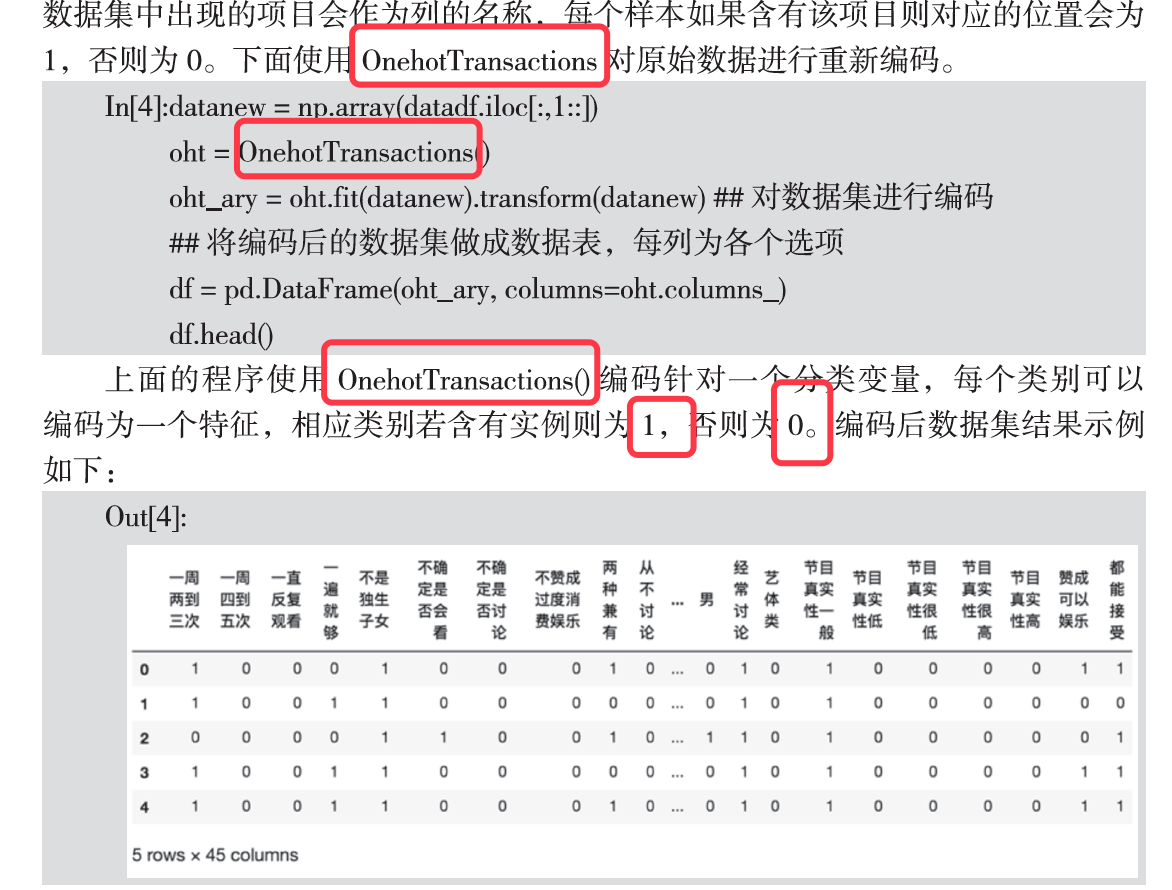 数据集中出现的项目会作为列的名称，每个样本如果含有该项目则对应的位置会为
1，否则为 0。下面使用 OnehotTransactions 对原始数据进行重新编码。
In[4]:datanew = np.array(datadf.iloc[:,1::])
oht = OnehotTransactions()
oht_ary = oht.fit(datanew).transform(datanew) ## 对数据集进行编码
## 将编码后的数据集做成数据表，每列为各个选项
df = pd.DataFrame(oht_ary, columns=oht.columns_)
df.head()
上面的程序使用 OnehotTransactions() 编码针对一个分类变量，每个类别可以
编码为一个特征，相应类别若含有实例则为 1，否则为 0。编码后数据集结果示例
如下：
Out[4]:
一周两到三次 一周四到五次 一直反复观看 一遍就够 不是独生子女 不确定是否会看 不确定是否讨论 不赞成过度消费娱乐 两种兼有 从不讨论 ... 男 经常讨论 艺体类 节目真实性一般 节目真实性低 节目真实性很低 节目真实性很高 节目真实性高 赞成可以娱乐 都能接受
0 1 0 0 0 1 0 0 0 1 0 ... 0 1 0 1 0 0 0 0 1 1
1 1 0 0 1 1 0 0 0 0 0 ... 0 1 0 1 0 0 0 0 0 0
2 0 0 0 0 1 1 0 0 1 0 ... 1 1 0 1 0 0 0 0 0 1
3 1 0 0 1 1 0 0 0 0 0 ... 0 1 0 1 0 0 0 0 1 1
4 1 0 0 1 1 0 0 0 1 0 ... 0 1 0 1 0 0 0 0 1 1
5 rows × 45 columns